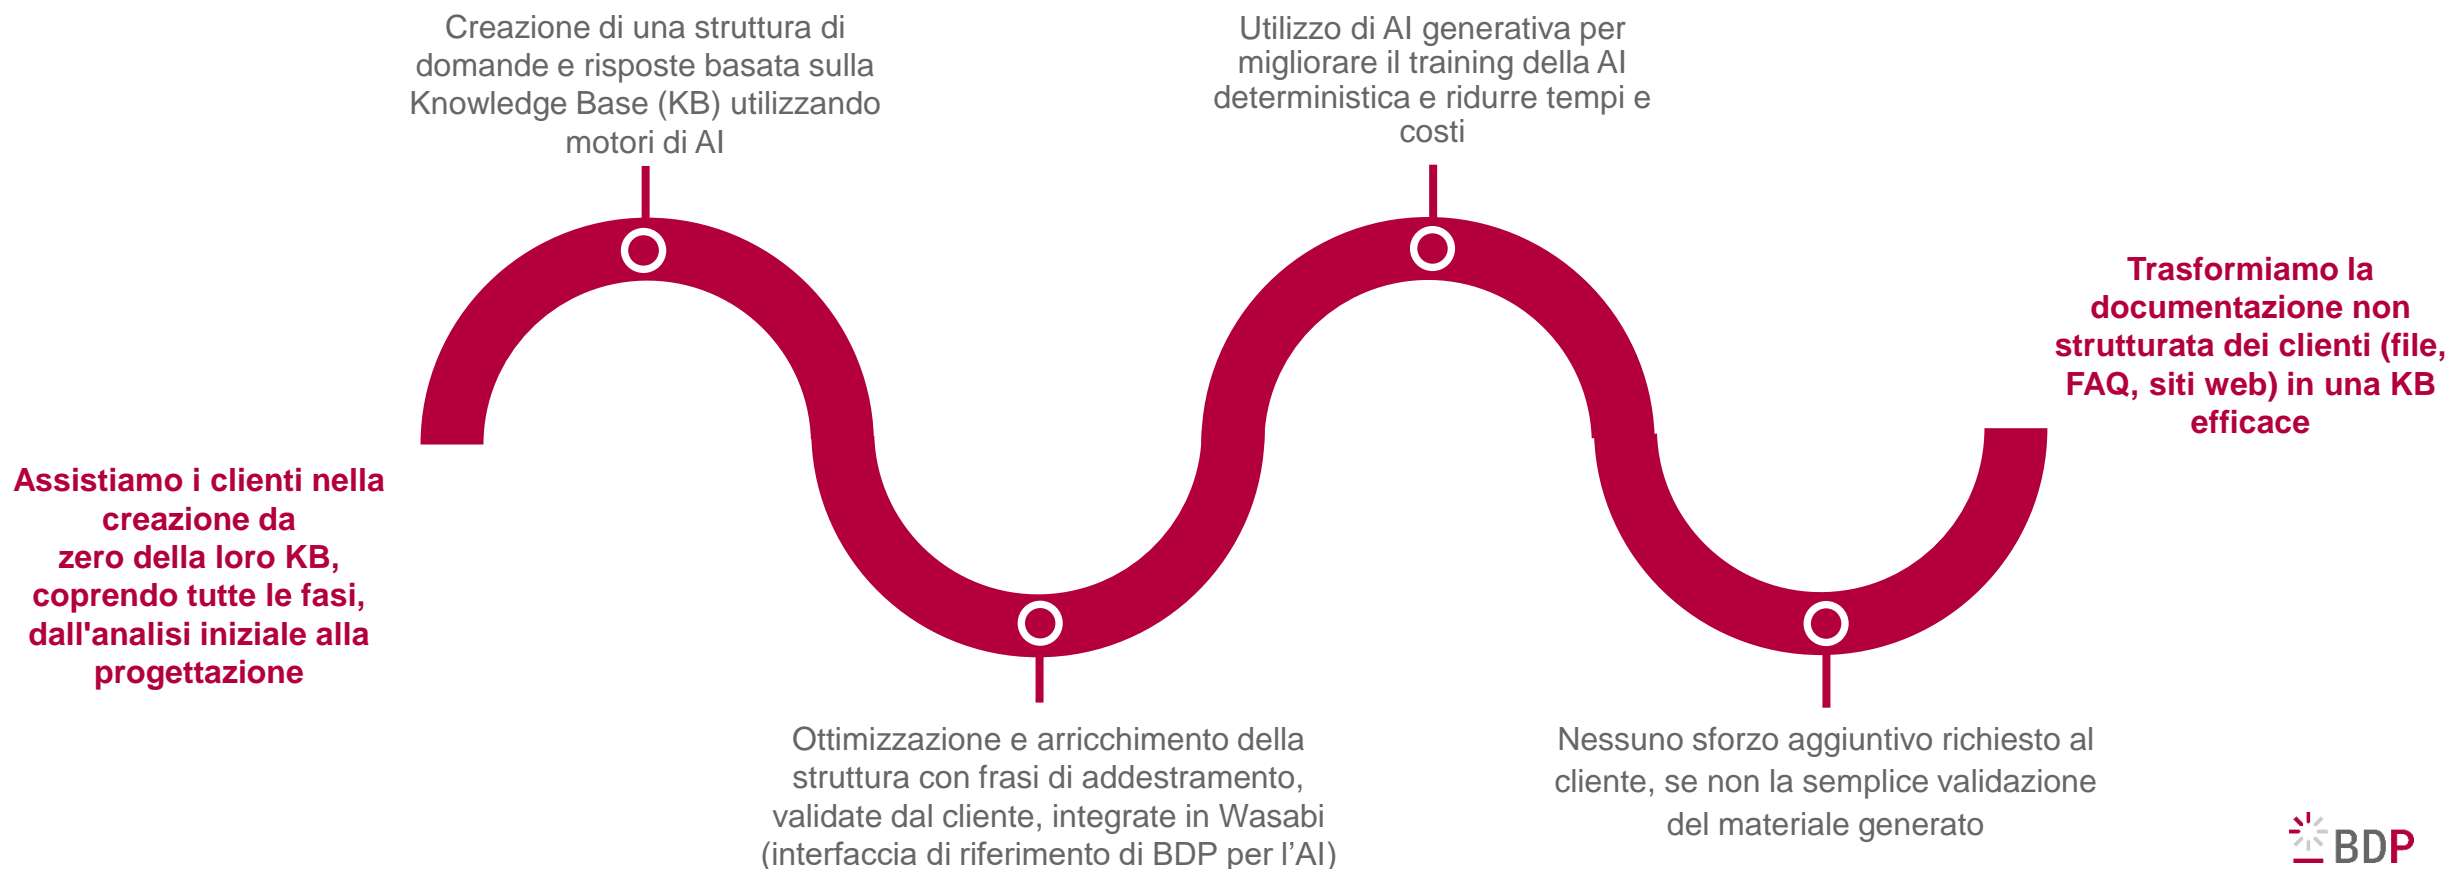 Creazione di una struttura di
domande e risposte basata sulla
Knowledge Base (KB) utilizzando
motori di AI
Utilizzo di AI generativa per
migliorare il training della AI
deterministica e ridurre tempi e
costi
Trasformiamo la
documentazione non
strutturata dei clienti (file,
FAQ, siti web) in una KB
efficace
Assistiamo i clienti nella
creazione da
zero della loro KB,
coprendo tutte le fasi,
dall'analisi iniziale alla
progettazione
Ottimizzazione e arricchimento della
struttura con frasi di addestramento,
validate dal cliente, integrate in Wasabi
(interfaccia di riferimento di BDP per l’AI)
Nessuno sforzo aggiuntivo richiesto al
cliente, se non la semplice validazione
del materiale generato
BDP